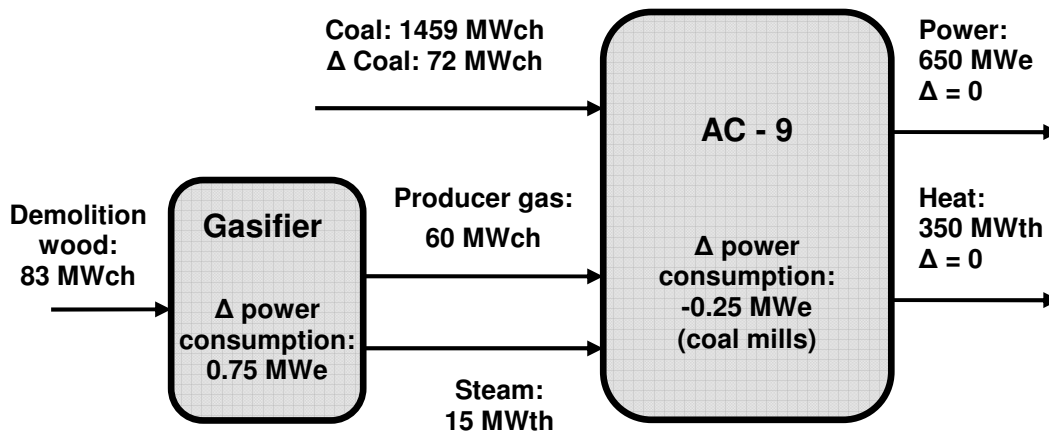 Coal: 1459 MWch
Δ Coal: 72 MWch
Power:
650 MWe
Δ = 0
AC - 9
Demolition
wood:
83 MWch
Gasifier
Δ power
consumption:
0.75 MWe
Producer gas:
60 MWch
Steam:
15 MWth
Δ power
consumption:
-0.25 MWe
(coal mills)
Heat:
350 MWth
Δ = 0